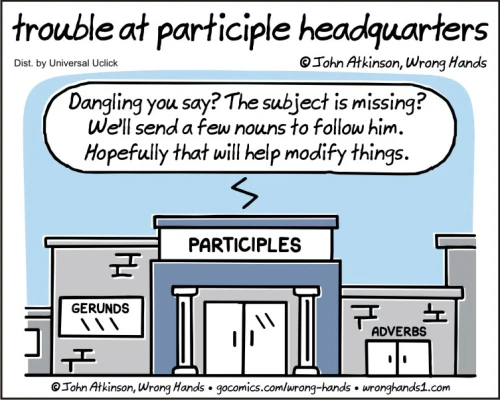 trouble at participle headquarters
Dist. by Universal Uclick
© John Atkinson, Wrong Hands
Dangling you say? The subject is missing?
We'll send a few nouns to follow him.
Hopefully that will help modify things.
PARTICIPLES
GERUNDS
ADVERBS
© John Atkinson, Wrong Hands • gocomics.com/wrong-hands • wronghands1.com